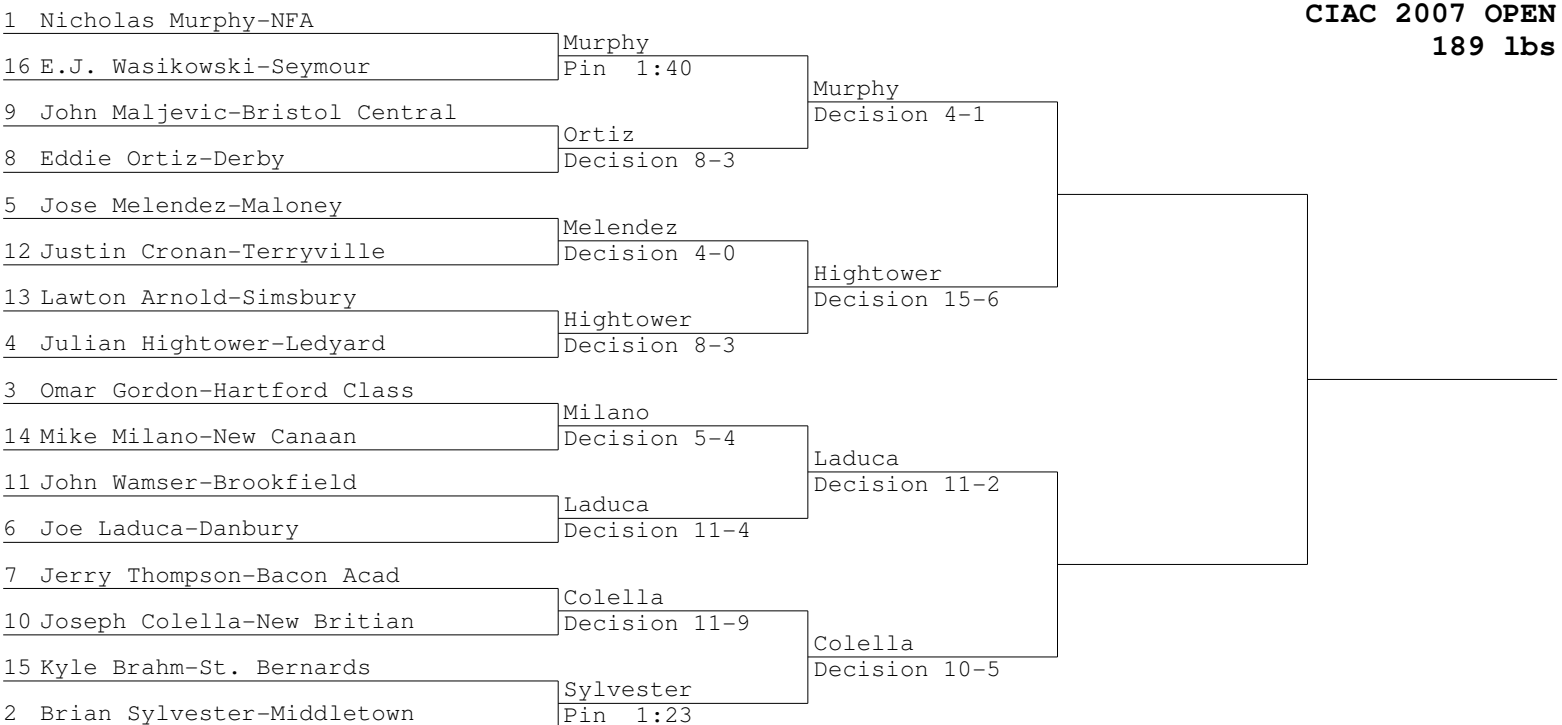 CIAC 2007 OPEN
189 lbs
1 Nicholas Murphy-NFA
Murphy
16 E.J. Wasikowski-Seymour
Pin 1:40
Murphy
9 John Maljevic-Bristol Central
Decision 4-1
Ortiz
8 Eddie Ortiz-Derby
Decision 8-3
5 Jose Melendez-Maloney
Melendez
12 Justin Cronan-Terryville
Decision 4-0
Hightower
13 Lawton Arnold-Simsbury
Decision 15-6
Hightower
4 Julian Hightower-Ledyard
Decision 8-3
3 Omar Gordon-Hartford Class
Milano
14 Mike Milano-New Canaan
Decision 5-4
Laduca
11 John Wamser-Brookfield
Decision 11-2
Laduca
6 Joe Laduca-Danbury
Decision 11-4
7 Jerry Thompson-Bacon Acad
Colella
10 Joseph Colella-New Britian
Decision 11-9
Colella
15 Kyle Brahm-St. Bernards
Decision 10-5
Sylvester
2 Brian Sylvester-Middletown
Pin 1:23